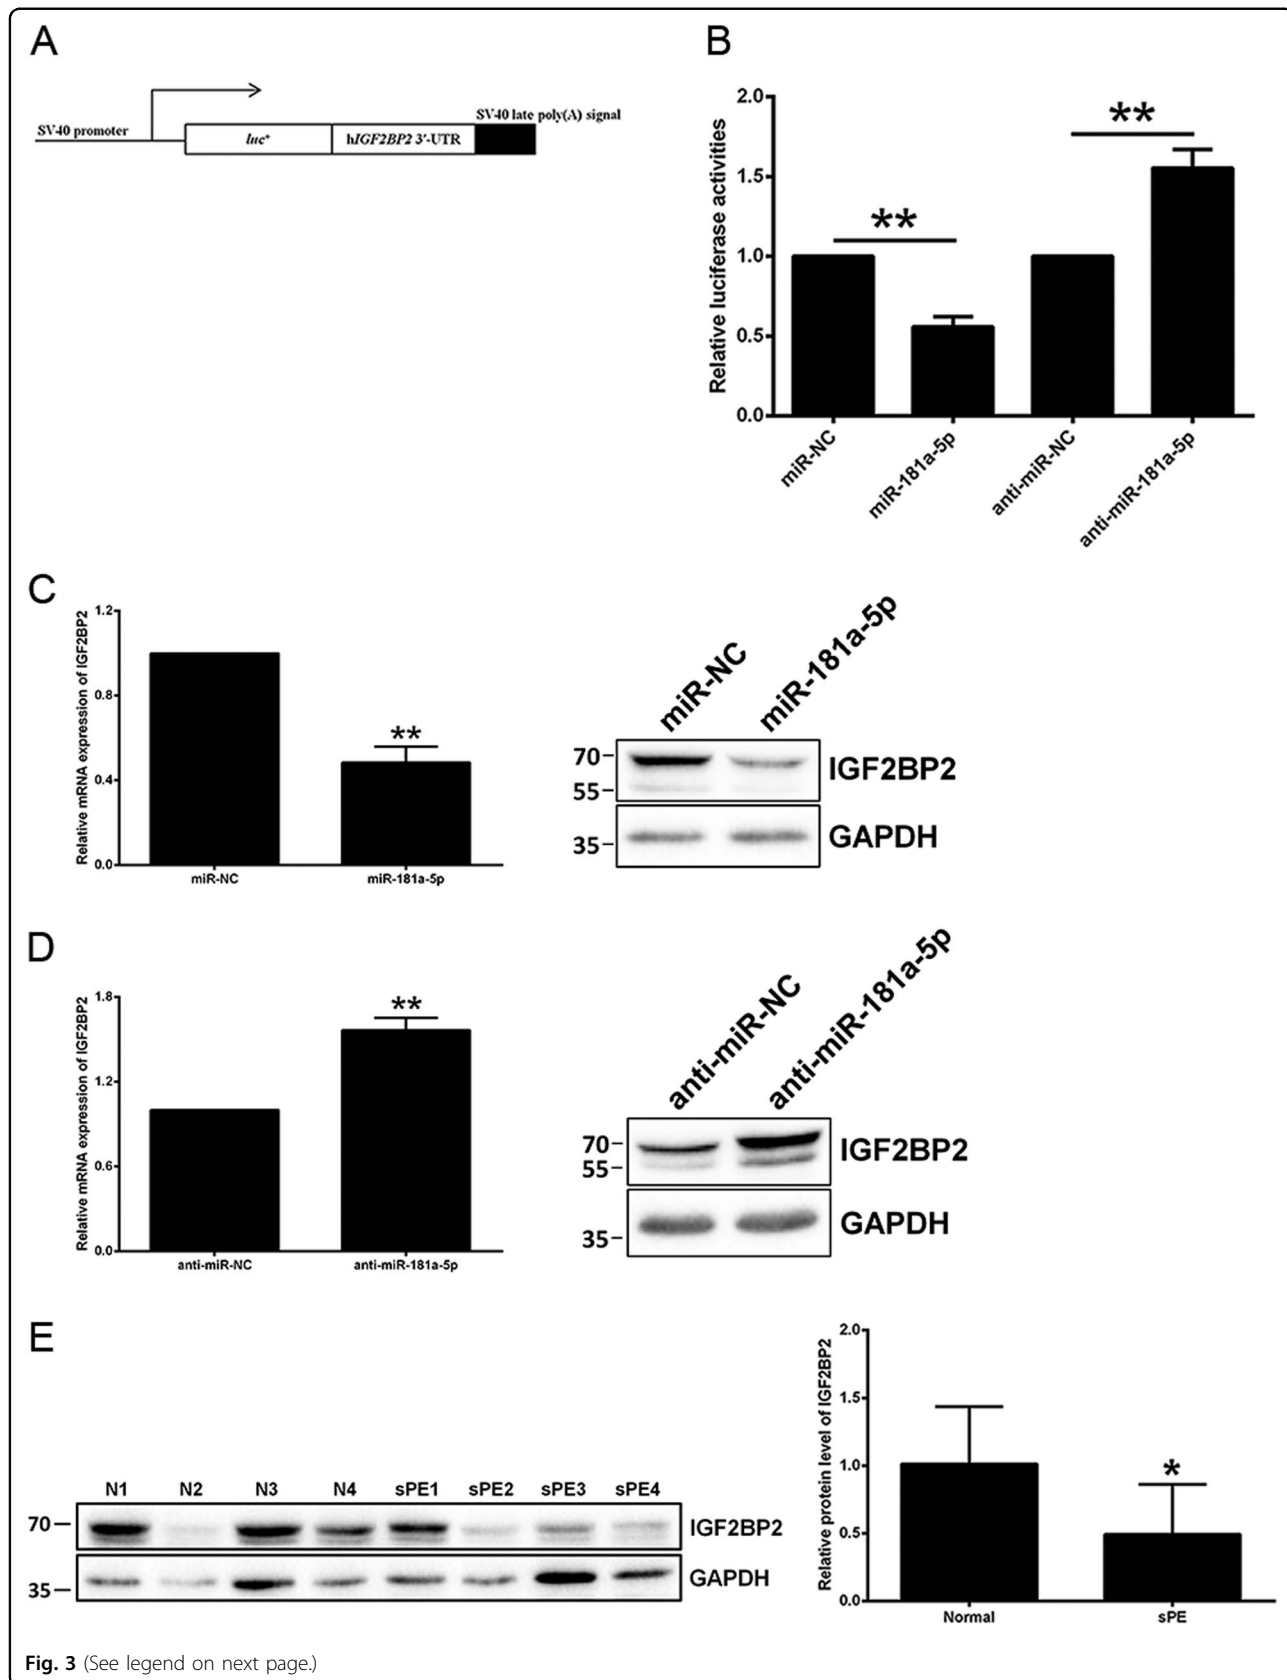 A
SV40 promoter
luc+
hIGF2BP2 3'-UTR
SV40 late poly(A) signal
B
Relative luciferase activities
2.0
1.5
1.0
0.5
0.0
**
**
miR-NC
miR-181a-5p
anti-miR-NC
anti-miR-181a-5p
C
Relative mRNA expression of IGF2BP2
1.2
0.8
0.4
0.0
**
miR-NC
miR-181a-5p
miR-NC
miR-181a-5p
70
55
IGF2BP2
35
GAPDH
D
Relative mRNA expression of IGF2BP2
1.8
1.2
0.6
0.0
**
anti-miR-NC
anti-miR-181a-5p
anti-miR-NC
anti-miR-181a-5p
70
55
IGF2BP2
35
GAPDH
E
N1 N2 N3 N4 sPE1 sPE2 sPE3 sPE4
70
IGF2BP2
35
GAPDH
Relative protein level of IGF2BP2
2.0
1.5
1.0
0.5
0.0
*
Normal
sPE
Fig. 3 (See legend on next page.)